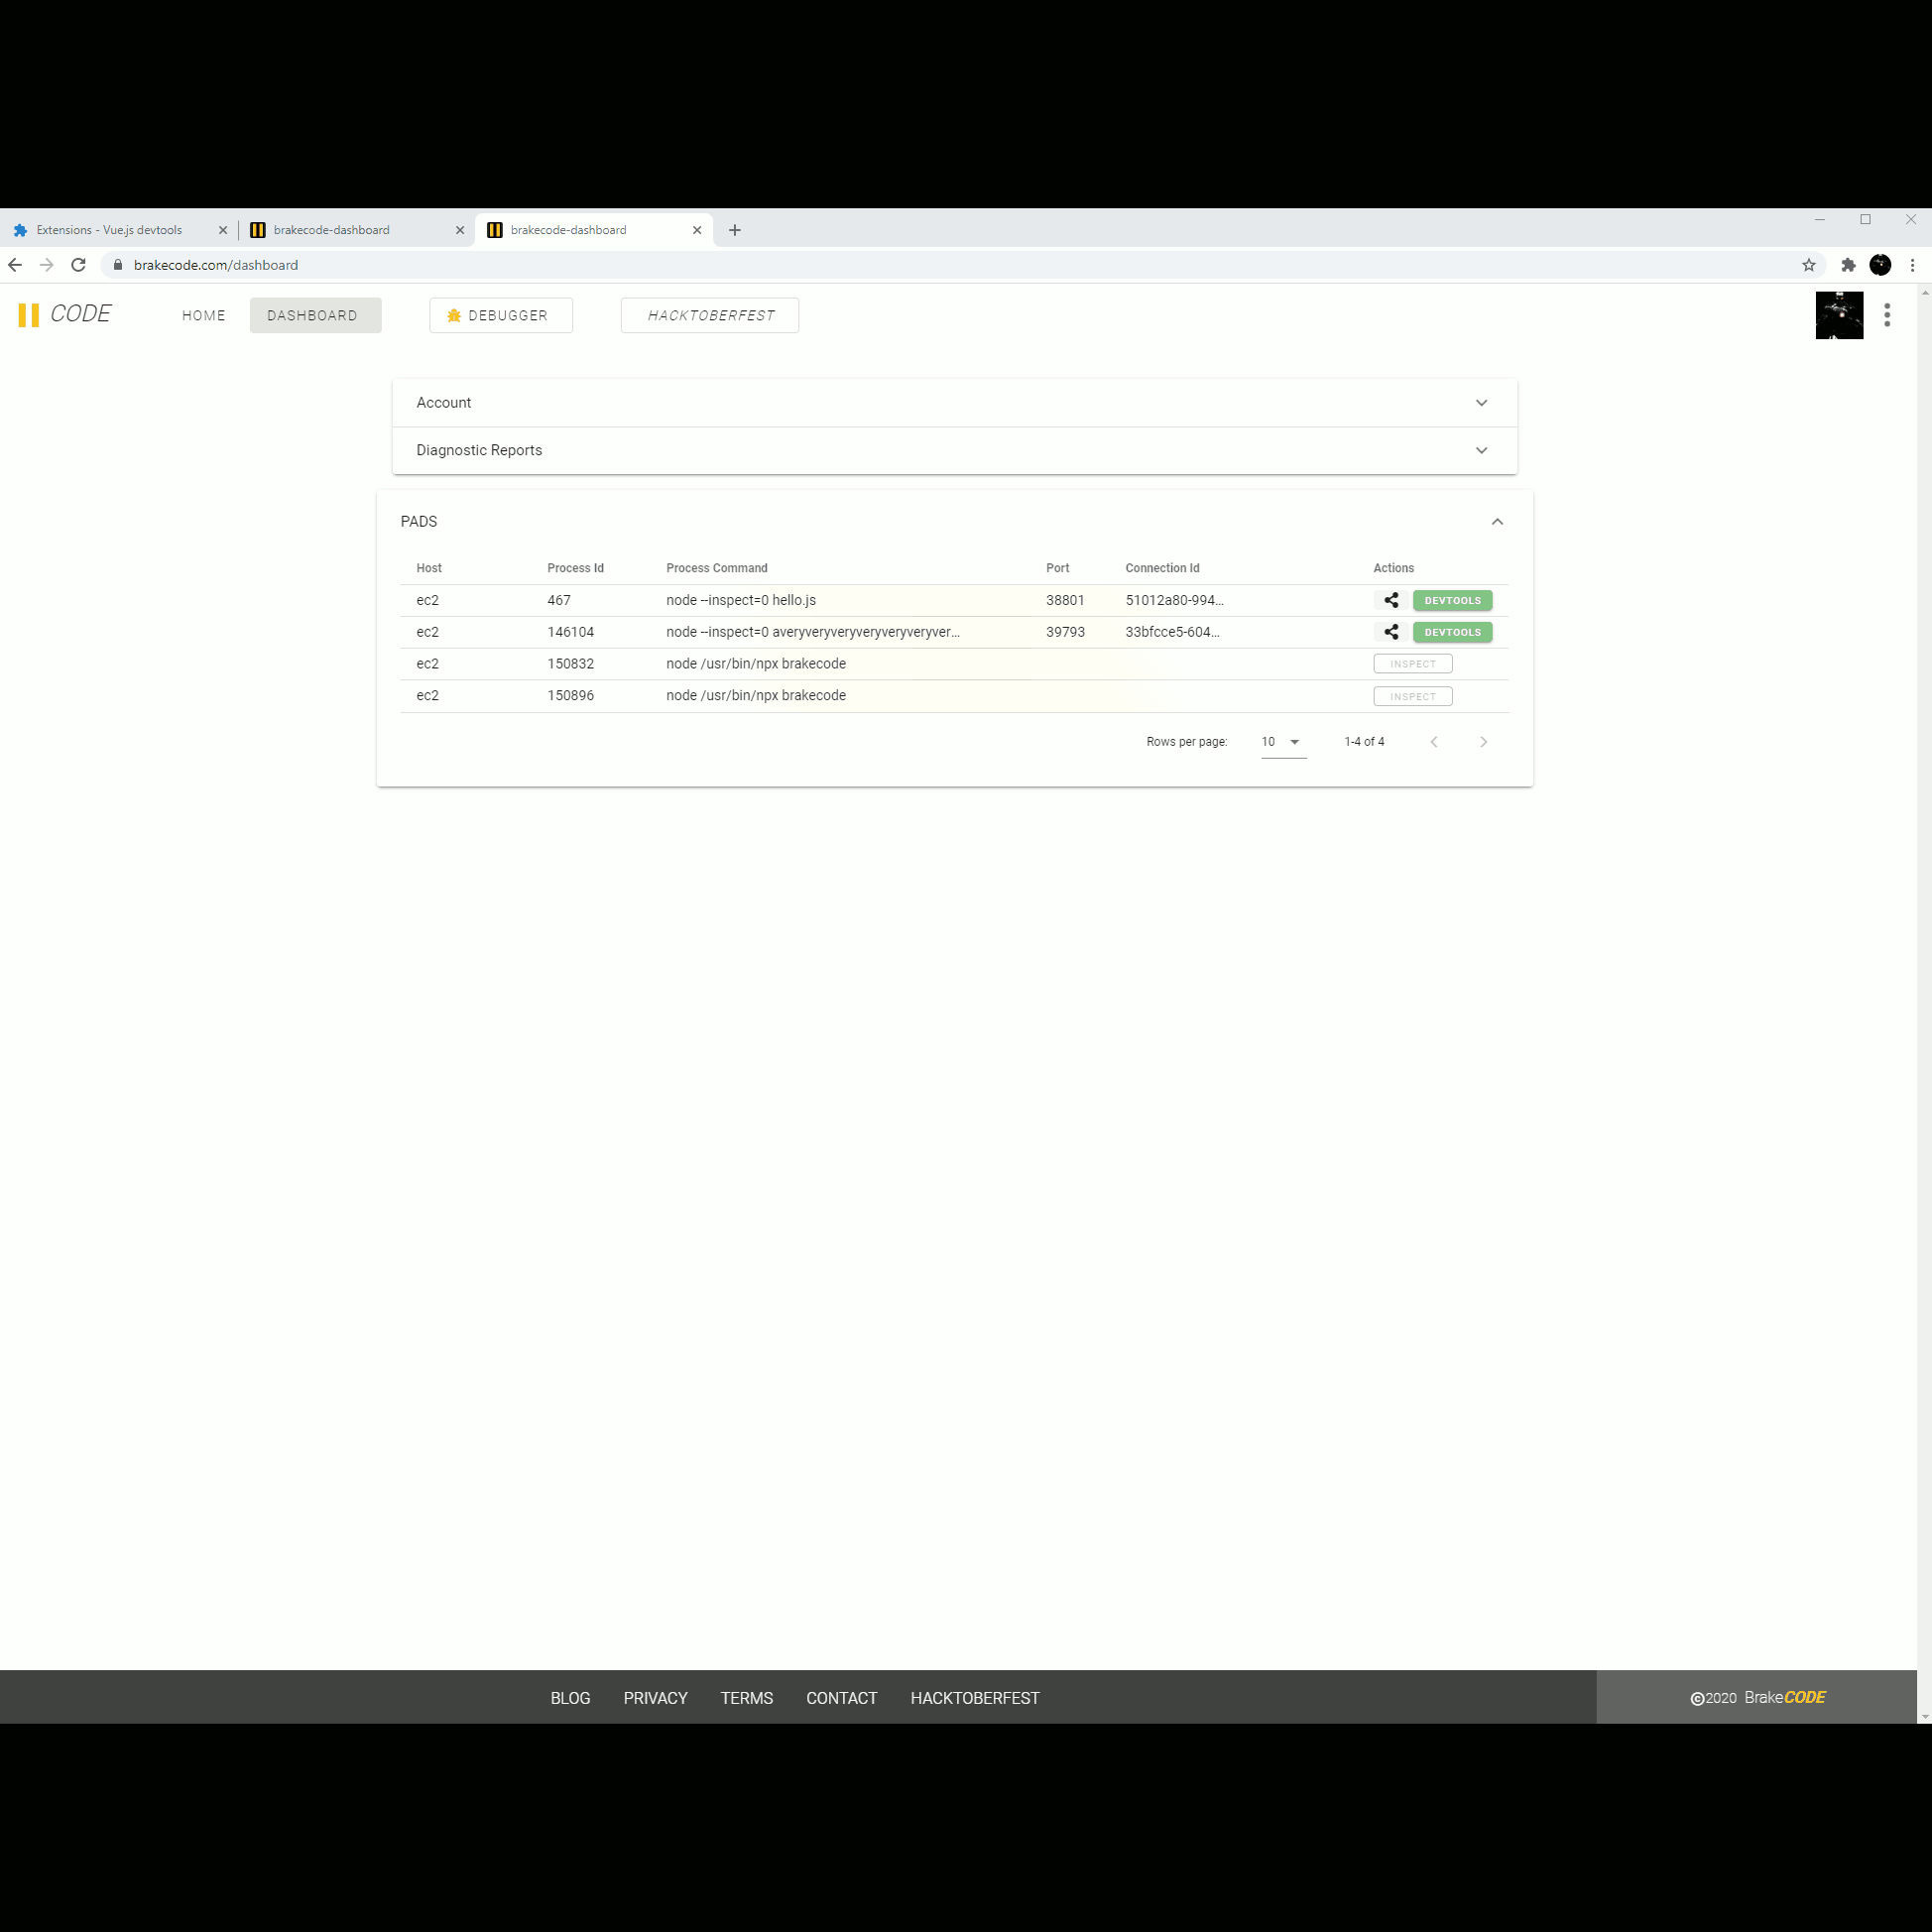 Extensions - Vue.js devtools
brakecode-dashboard
brakecode-dashboard
brakecode.com/dashboard
CODE HOME DASHBOARD DEBUGGER HACKTOBERFEST
Account
Diagnostic Reports
PADS
Host Process Id Process Command Port Connection Id Actions
ec2 467 node --inspect=0 hello.js 38801 51012a80-994... DEVTOOLS
ec2 146104 node --inspect=0 averyveryveryveryveryveryver... 39793 33bfcce5-604... DEVTOOLS
ec2 150832 node /usr/bin/npx brakecode INSPECT
ec2 150896 node /usr/bin/npx brakecode INSPECT
Rows per page: 10 1-4 of 4
BLOG PRIVACY TERMS CONTACT HACKTOBERFEST ©2020 BrakeCODE